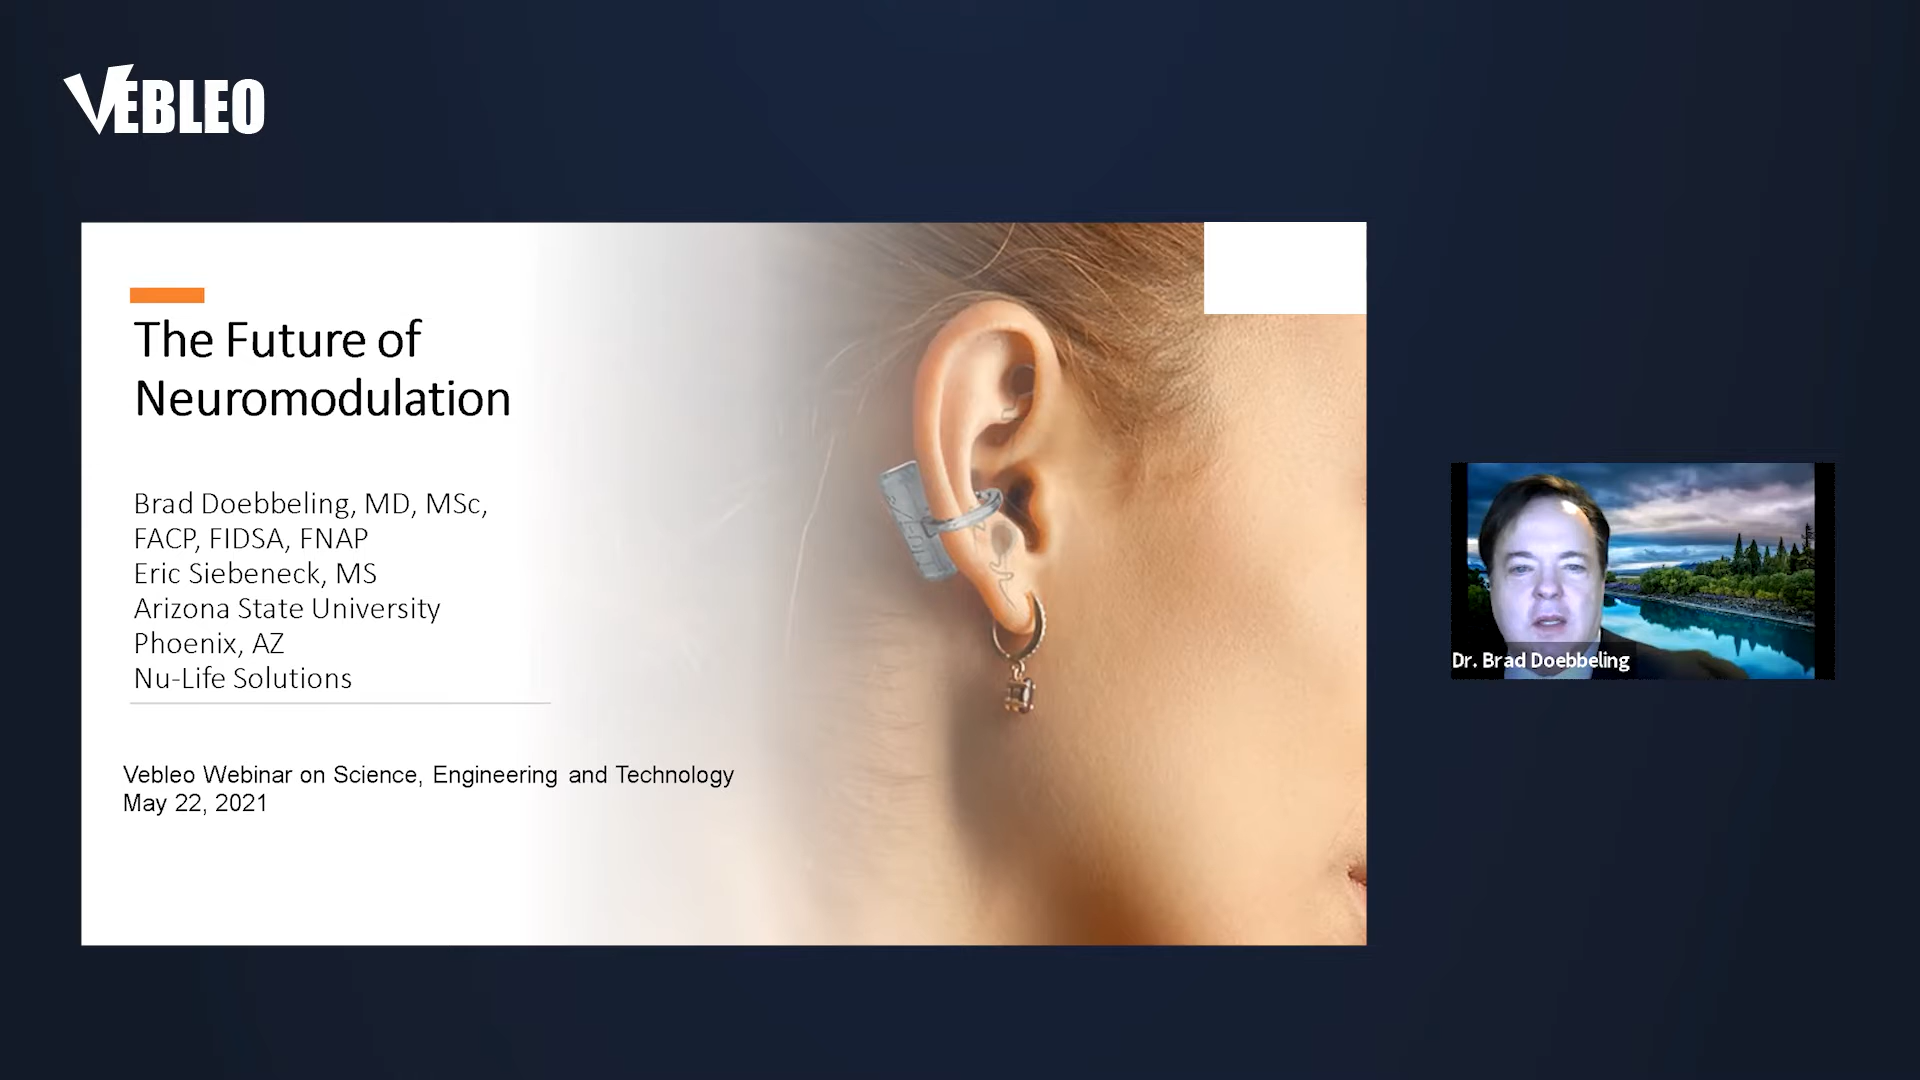 VEBLEO
The Future of
Neuromodulation
Brad Doebbeling, MD, MSc,
FACP, FIDSA, FNAP
Eric Siebeneck, MS
Arizona State University
Phoenix, AZ
Nu-Life Solutions
Vebleo Webinar on Science, Engineering and Technology
May 22, 2021
Dr. Brad Doebbeling